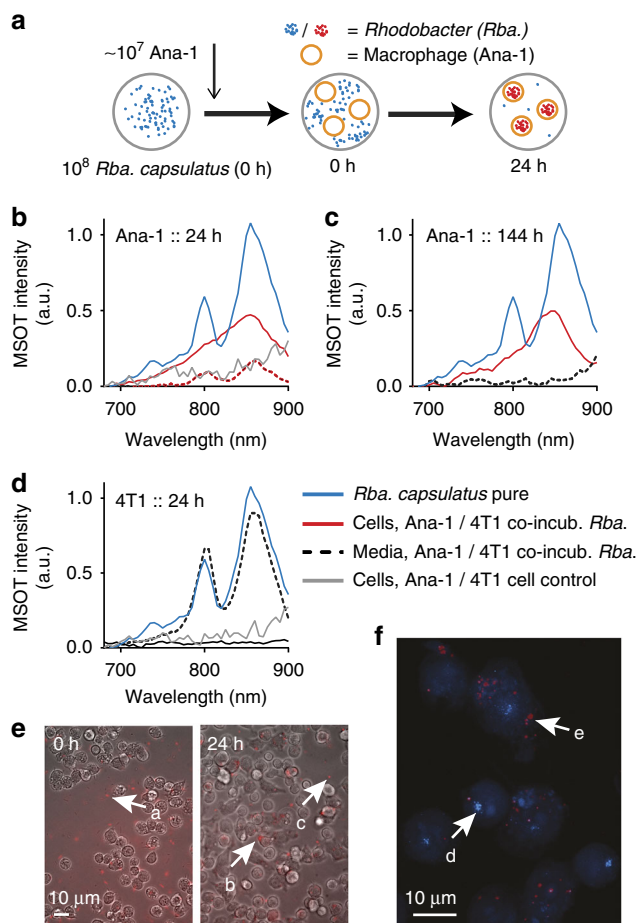 a
~10⁷ Ana-1
/ = Rhodobacter (Rba.)
= Macrophage (Ana-1)
10⁸ Rba. capsulatus (0 h)
0 h
24 h
b
Ana-1 :: 24 h
MSOT intensity
(a.u.)
1.0
0.5
0.0
700 800 900
Wavelength (nm)
c
Ana-1 :: 144 h
MSOT intensity
(a.u.)
1.0
0.5
0.0
700 800 900
Wavelength (nm)
d
4T1 :: 24 h
MSOT intensity
(a.u.)
1.0
0.5
0.0
700 800 900
Wavelength (nm)
Rba. capsulatus pure
Cells, Ana-1 / 4T1 co-incub. Rba.
Media, Ana-1 / 4T1 co-incub. Rba.
Cells, Ana-1 / 4T1 cell control
e
0 h
a
10 μm
24 h
c
b
f
e
d
10 μm